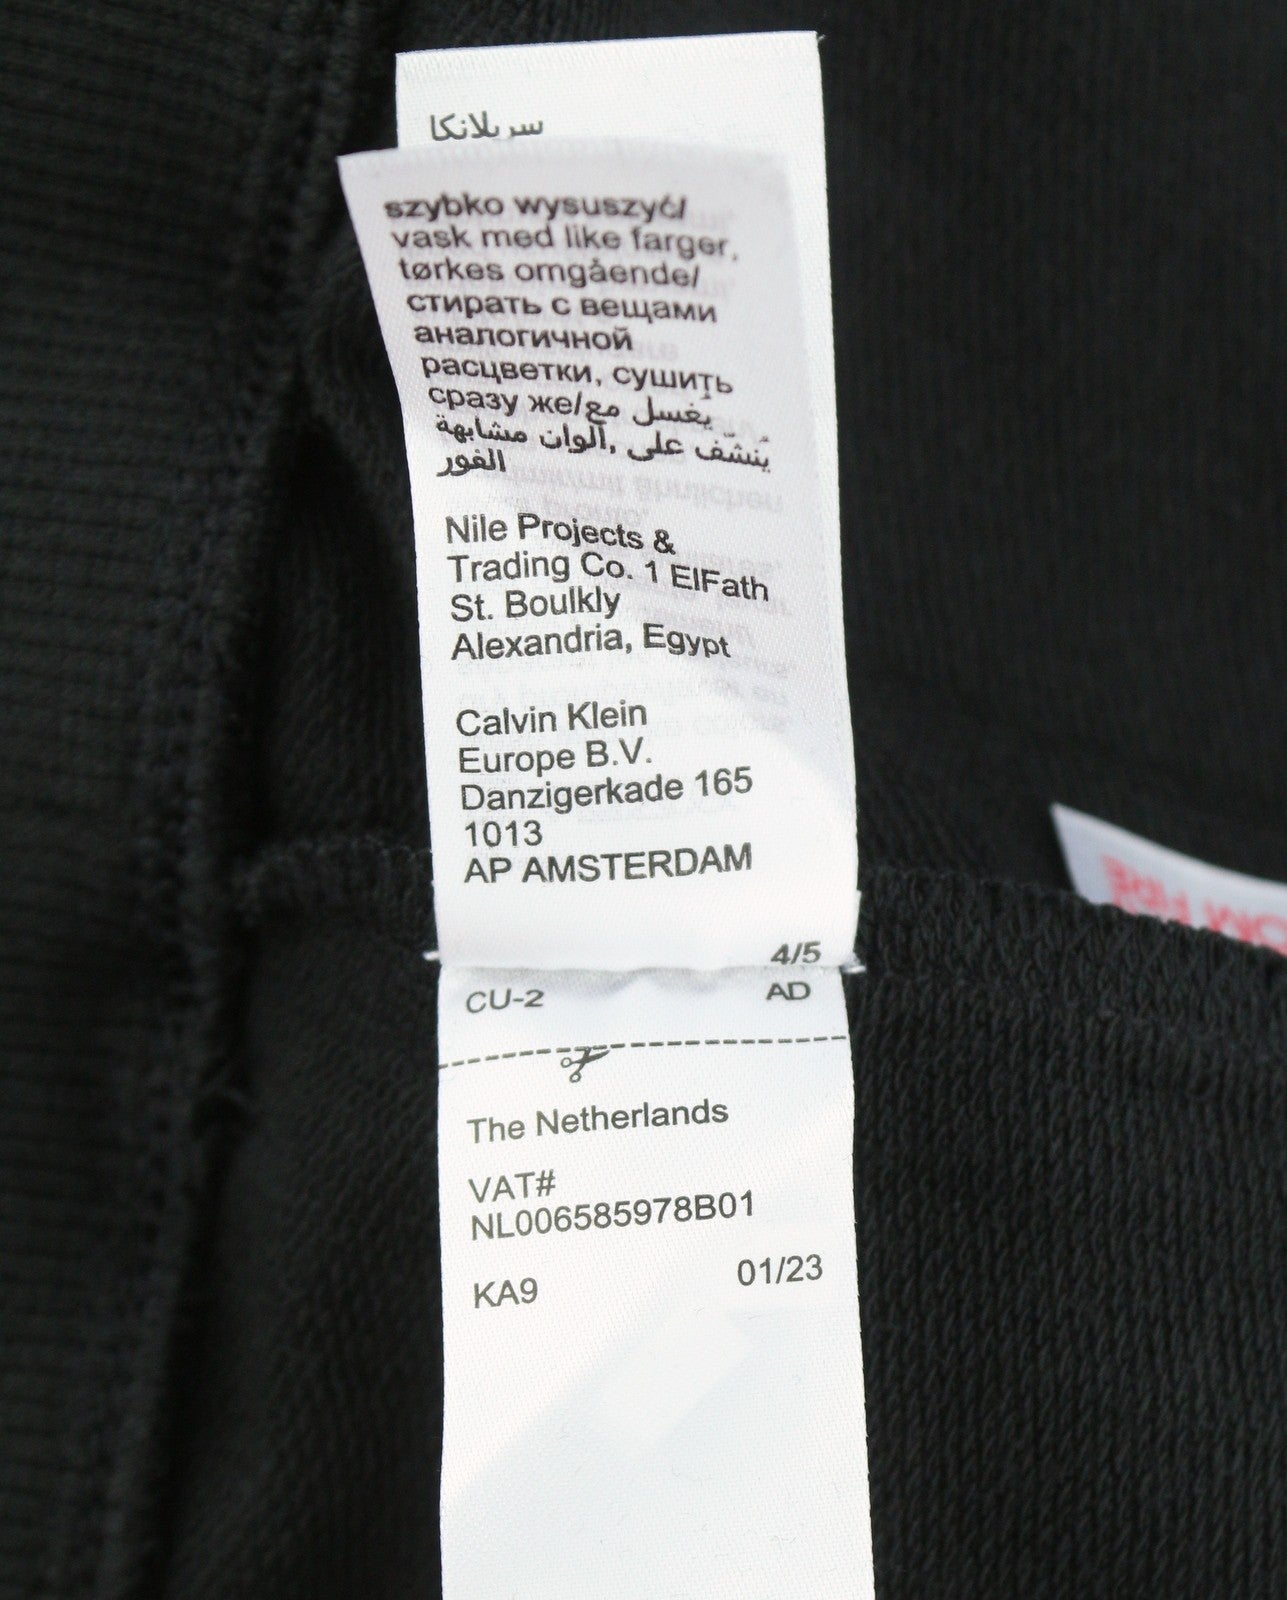 سريلانكا
szybko wysuszyć/
vask med like farger,
tørkes omgående/
стирать с вещами
аналогичной
расцветки, сушить
сразу же/يغسل مع
ألوان مشابهة, يُنشّف على
الفور
Nile Projects &
Trading Co. 1 ElFath
St. Boulkly
Alexandria, Egypt
Calvin Klein
Europe B.V.
Danzigerkade 165
1013
AP AMSTERDAM
4/5
CU-2 AD
The Netherlands
VAT#
NL006585978B01
KA9 01/23
FIRE